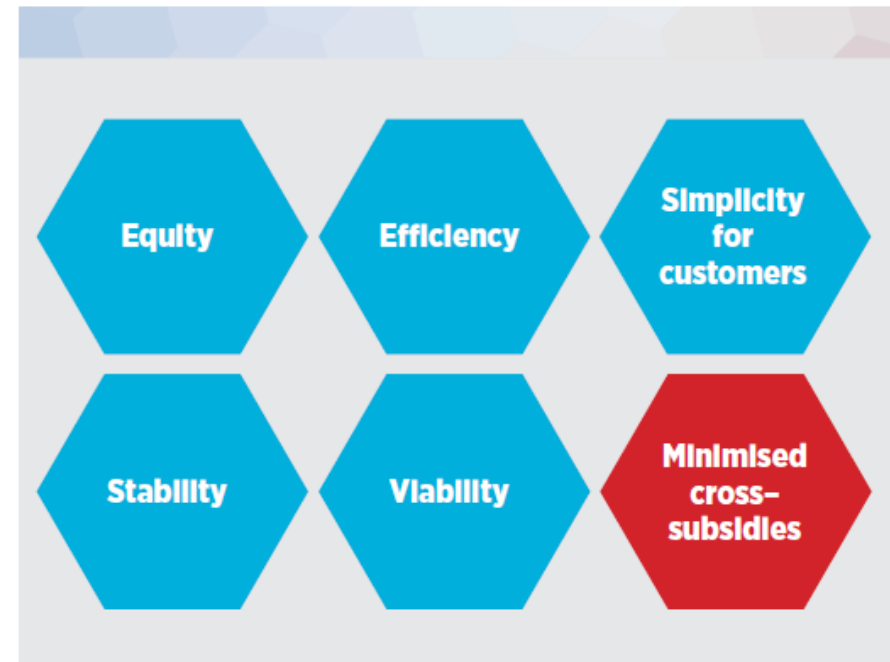 Equity
Efficiency
Simplicity
for
customers
Stability
Viability
Minimised
cross–
subsidies